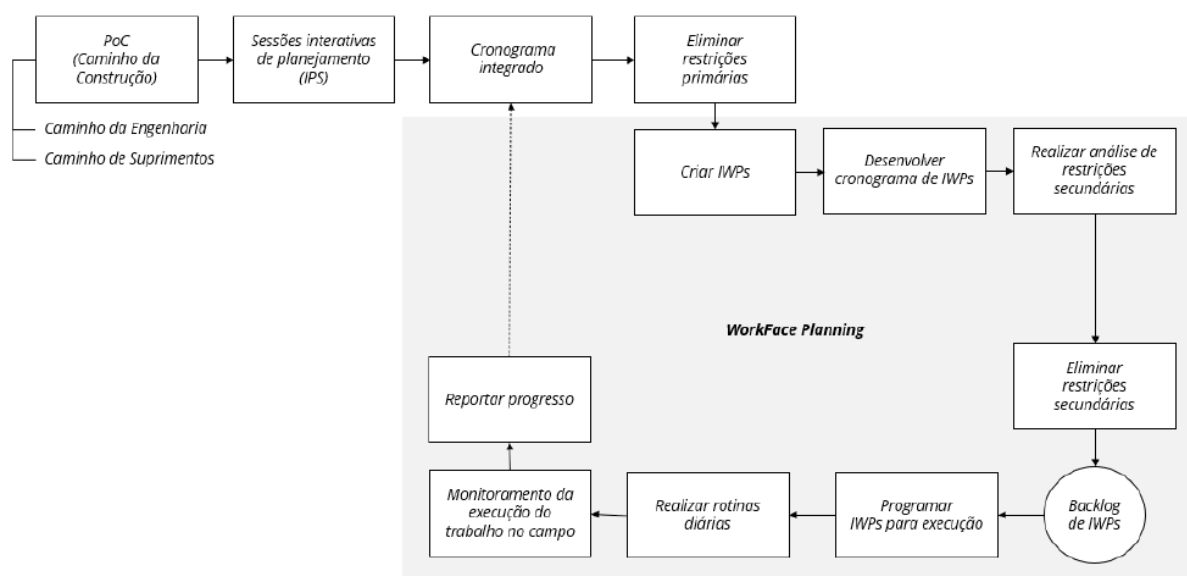 PoC
(Caminho da
Construção)
Sessões interativas
de planejamento
(IPS)
Cronograma
integrado
Eliminar
restrições
primárias
Caminho da Engenharia
Caminho de Suprimentos
Criar IWPs
Desenvolver
cronograma de IWPs
Realizar análise de
restrições
secundárias
WorkFace Planning
Eliminar
restrições
secundárias
Reportar progresso
Monitoramento da
execução do
trabalho no campo
Realizar rotinas
diárias
Programar
IWPs para execução
Backlog
de IWPs